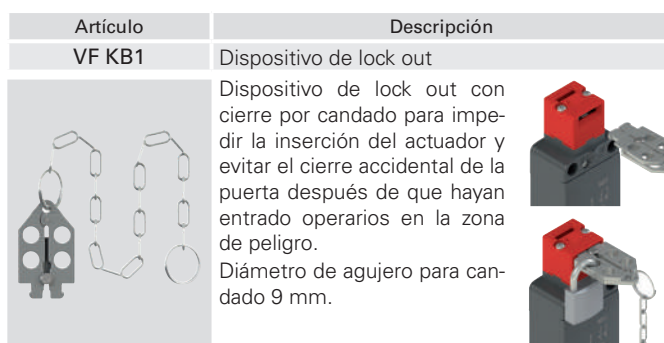 Artículo Descripción
VF KB1 Dispositivo de lock out
Dispositivo de lock out con
cierre por candado para impe-
dir la inserción del actuador y
evitar el cierre accidental de la
puerta después de que hayan
entrado operarios en la zona
de peligro.
Diámetro de agujero para can-
dado 9 mm.